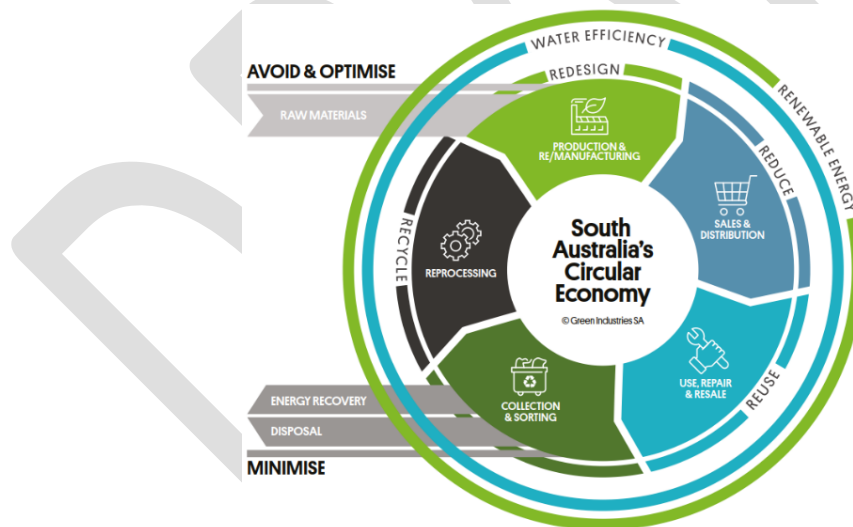 WATER EFFICIENCY
RENEWABLE ENERGY
AVOID & OPTIMISE
RAW MATERIALS
REDESIGN
PRODUCTION &
RE/MANUFACTURING
REDUCE
SALES &
DISTRIBUTION
RECYCLE
REPROCESSING
South
Australia's
Circular
Economy
© Green Industries SA
USE, REPAIR
& RESALE
REUSE
COLLECTION
& SORTING
ENERGY RECOVERY
DISPOSAL
MINIMISE